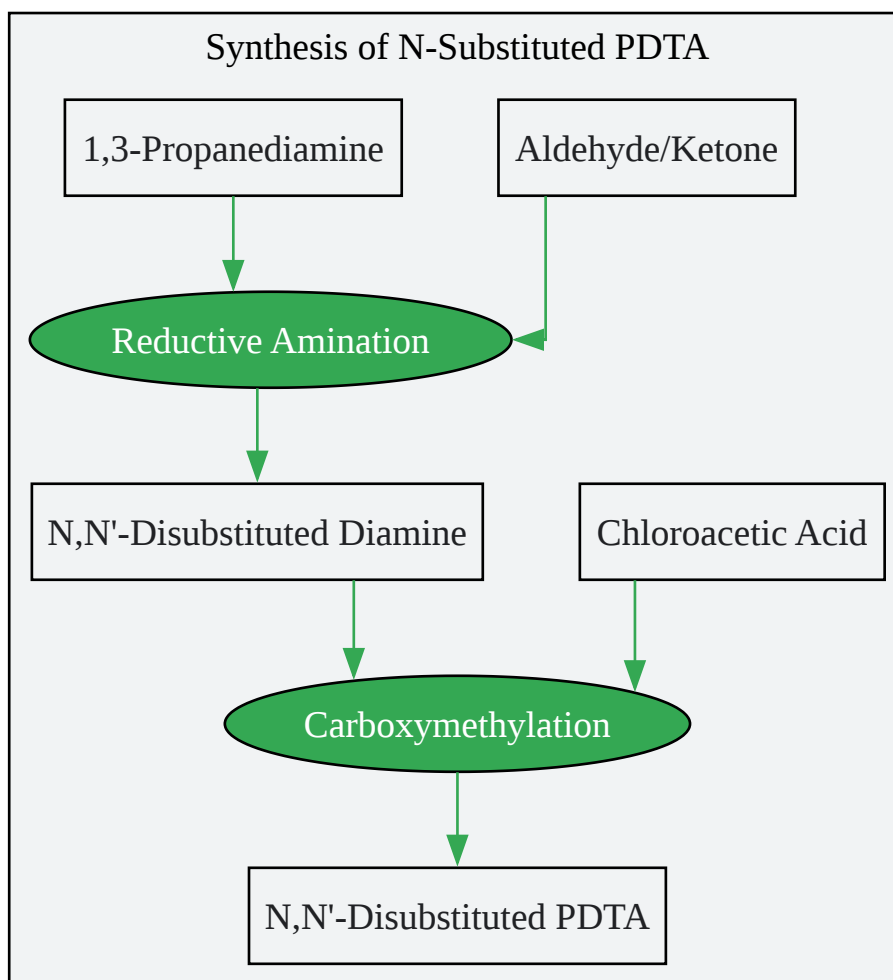 Synthesis of N-Substituted PDTA
1,3-Propanediamine
Aldehyde/Ketone
Reductive Amination
N,N'-Disubstituted Diamine
Chloroacetic Acid
Carboxymethylation
N,N'-Disubstituted PDTA